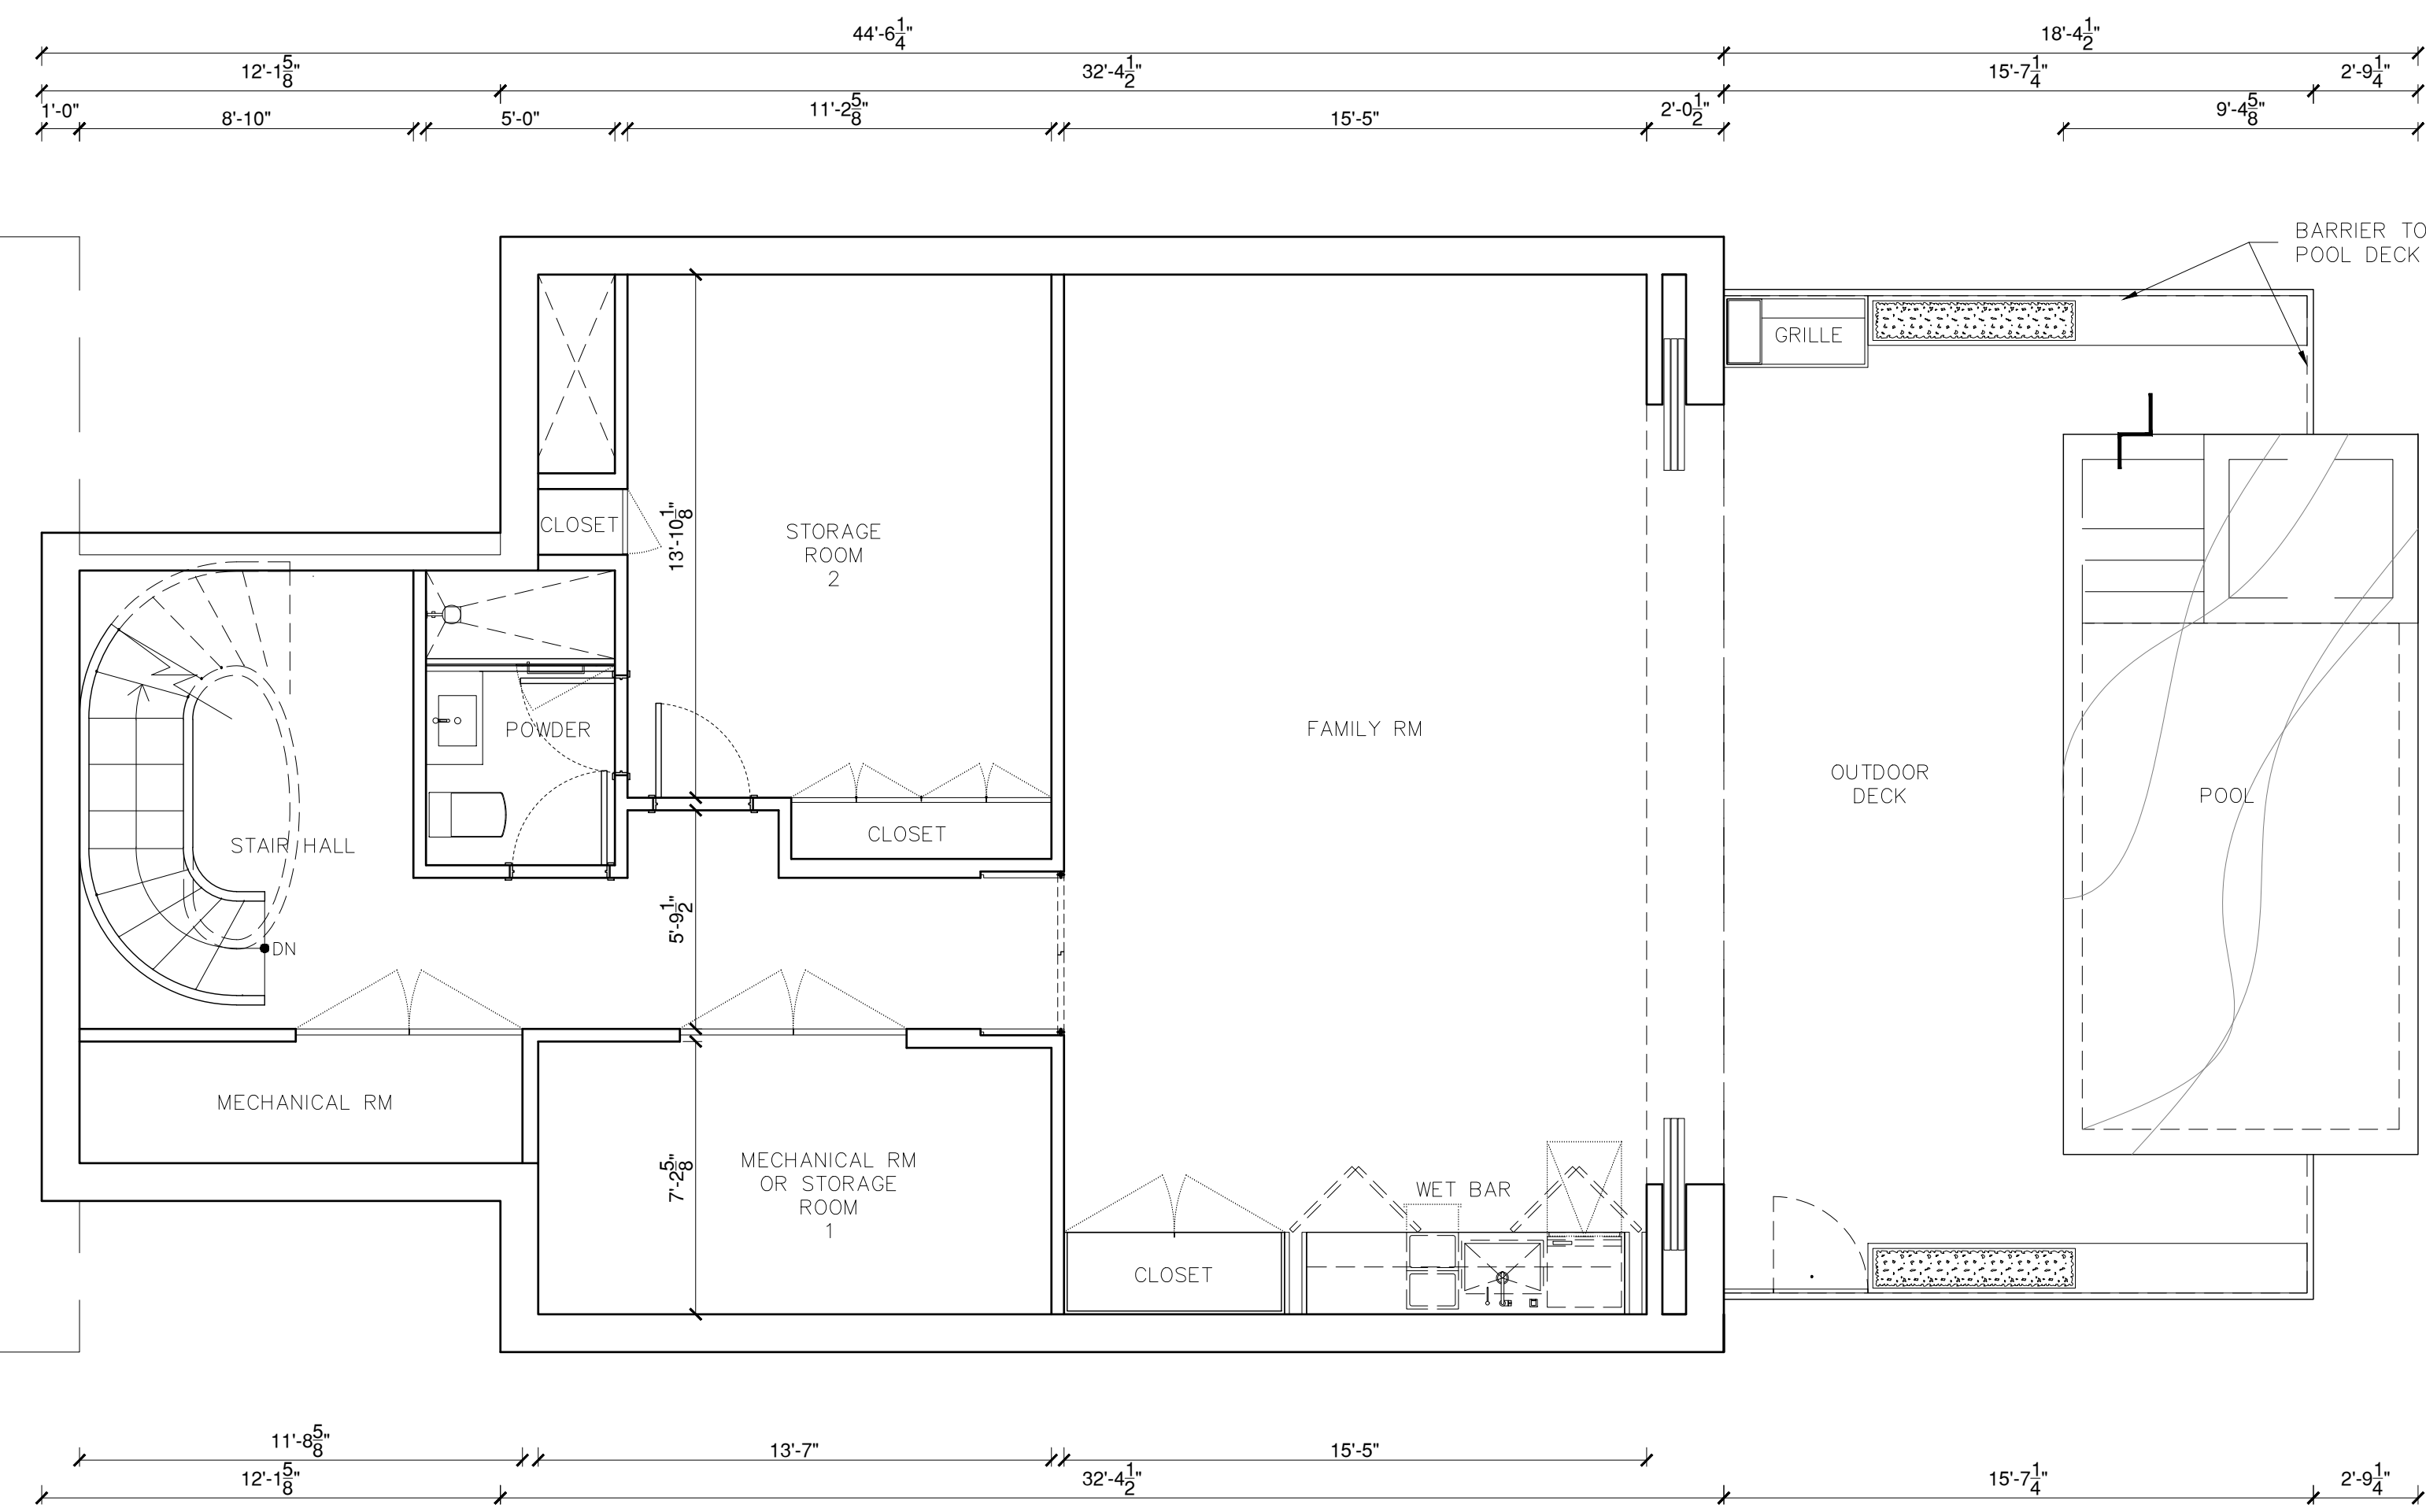 44'-6 1/4"
18'-4 1/2"
12'-1 5/8"
32'-4 1/2"
15'-7 1/4"
2'-9 1/4"
1'-0"
8'-10"
5'-0"
11'-2 5/8"
15'-5"
2'-0 1/2"
9'-4 5/8"
BARRIER TO
POOL DECK
GRILLE
CLOSET
13'-10 1/8"
STORAGE
ROOM
2
POWDER
FAMILY RM
OUTDOOR
DECK
POOL
STAIR HALL
CLOSET
5'-9 1/2"
DN
MECHANICAL RM
7'-2 5/8"
MECHANICAL RM
OR STORAGE
ROOM
1
WET BAR
CLOSET
11'-8 5/8"
13'-7"
15'-5"
12'-1 5/8"
32'-4 1/2"
15'-7 1/4"
2'-9 1/4"